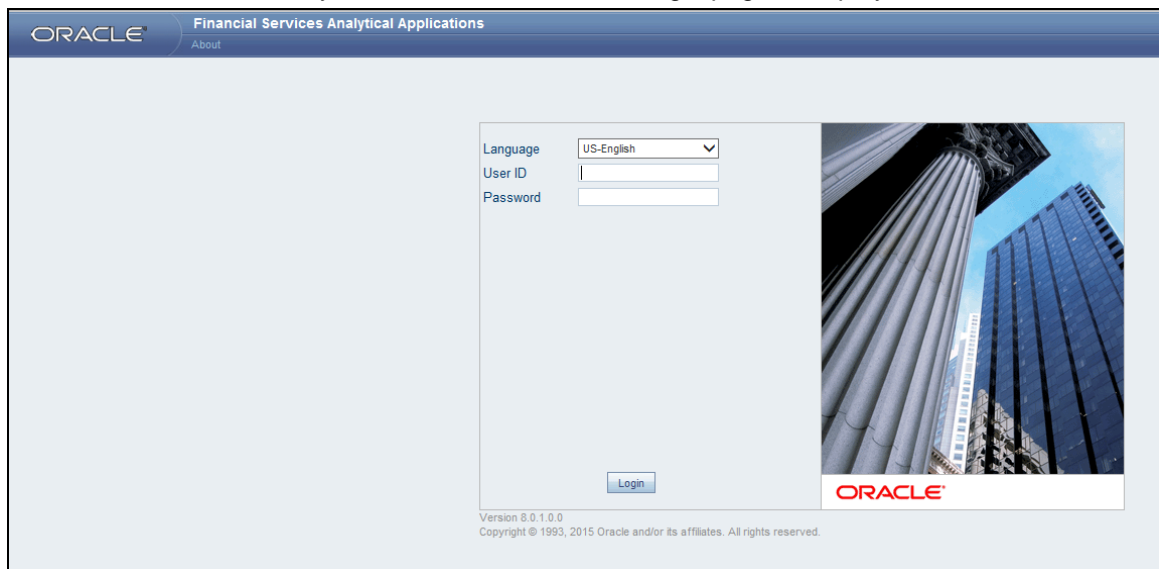 ORACLE
Financial Services Analytical Applications
About
Language US-English
User ID
Password
Login
ORACLE
Version 8.0.1.0.0
Copyright © 1993, 2015 Oracle and/or its affiliates. All rights reserved.